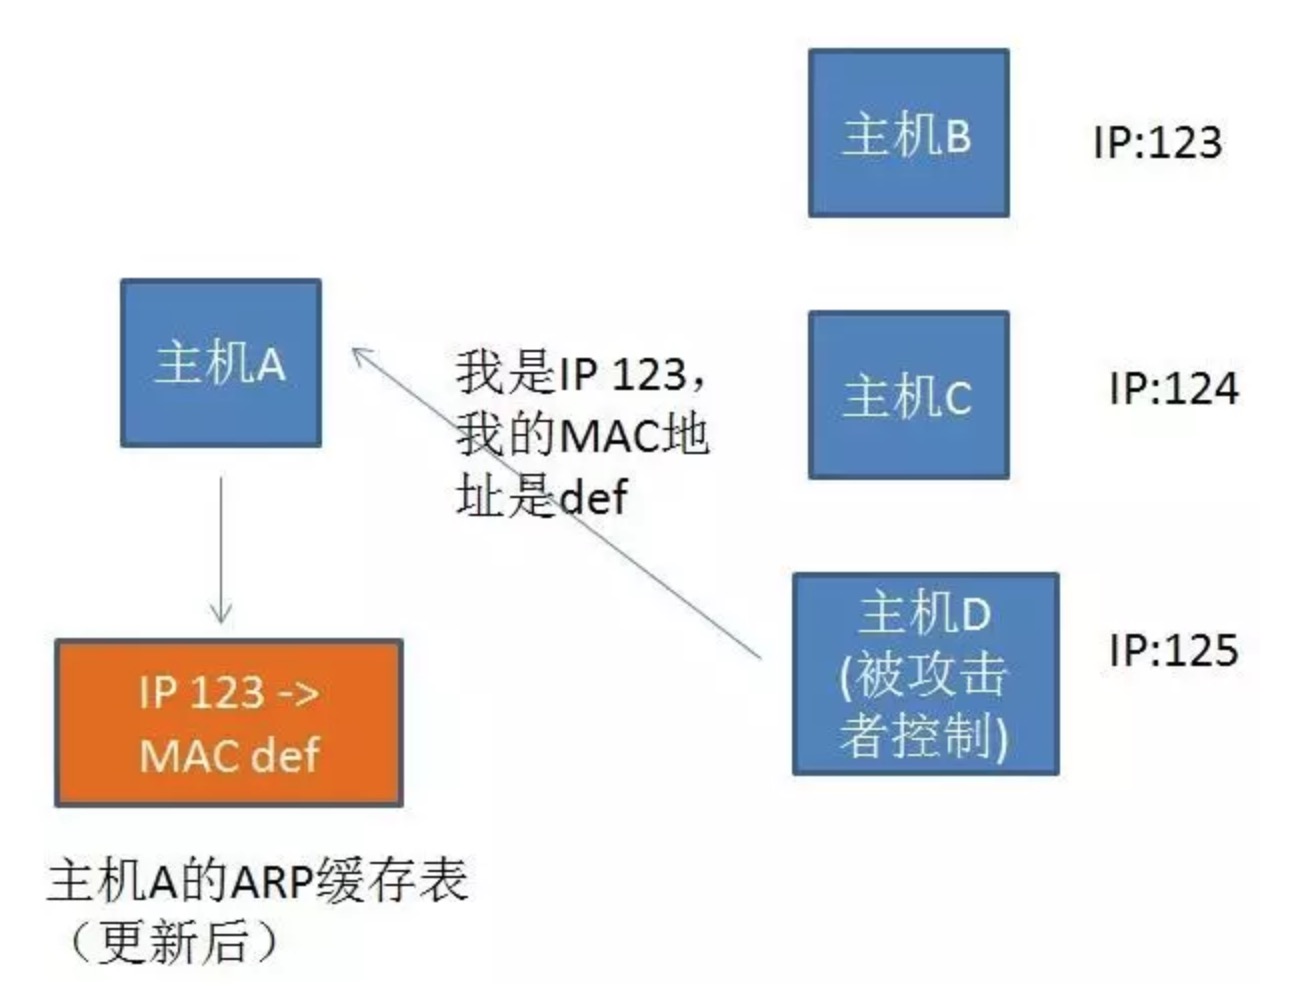 主机B
IP:123
主机A
我是IP 123，
我的MAC地
址是def
主机C
IP:124
主机D
(被攻击
者控制)
IP:125
IP 123 ->
MAC def
主机A的ARP缓存表
（更新后）